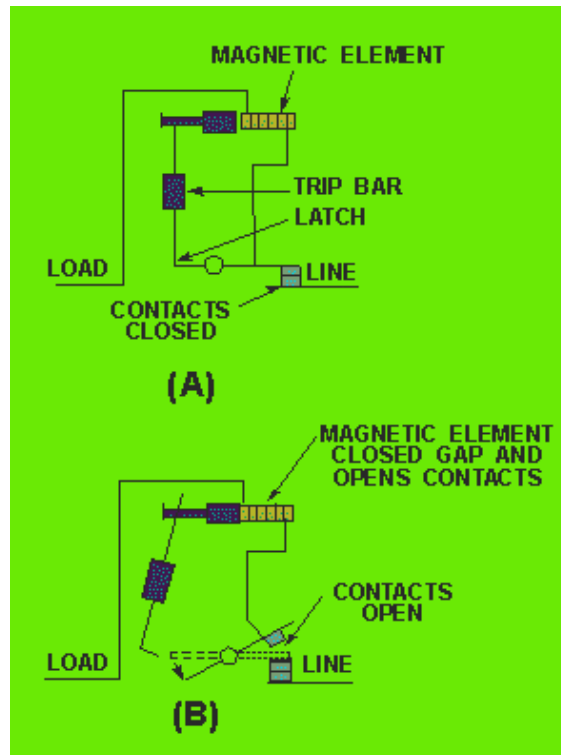 MAGNETIC ELEMENT
TRIP BAR
LATCH
LOAD
LINE
CONTACTS
CLOSED
(A)
MAGNETIC ELEMENT
CLOSED GAP AND
OPENS CONTACTS
CONTACTS
OPEN
LOAD
LINE
(B)